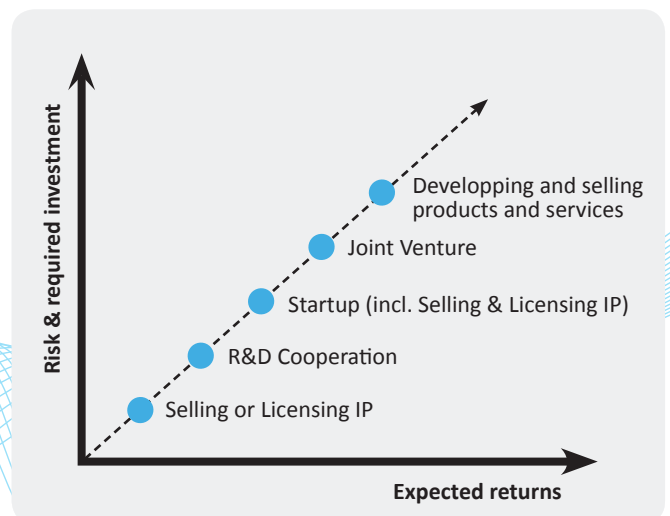 Risk & required investment
Developping and selling
products and services
Joint Venture
Startup (incl. Selling & Licensing IP)
R&D Cooperation
Selling or Licensing IP
Expected returns